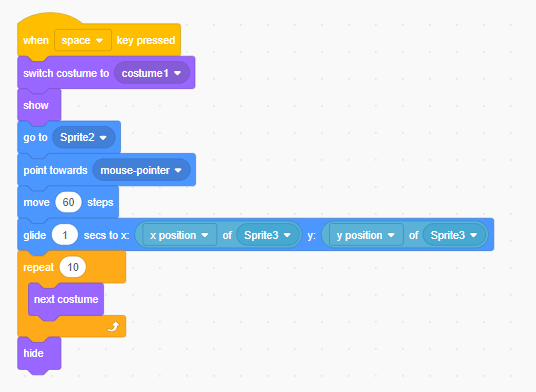 when space key pressed
switch costume to costume1
show
go to Sprite2
point towards mouse-pointer
move 60 steps
glide 1 secs to x: x position of Sprite3 y: y position of Sprite3
repeat 10
next costume
hide